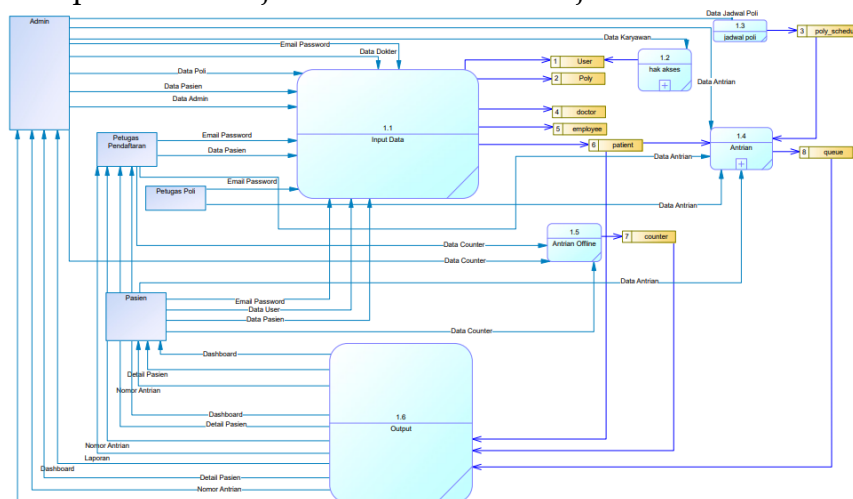 Admin
Data Jadwal Poli
1.3
jadwal poli
3 poly_schedu
Data Karyawan
Email Password
Data Dokler
1 User
1.2
hak akses
Data Poli
2 Poly
Data Antrian
Data Pasien
Data Admin
1.1
Input Data
4 doctor
5 employee
1.4
Antrian
Petugas
Pendaftaran
Email Password
6 patient
8 queue
Data Pasien
Data Antrian
Email Password
Petugas Poli
Data Antrian
1.5
Antrian Offline
7 counter
Data Counter
Data Counter
Data Antrian
Pasien
Email Password
Data User
Data Pasien
Data Counter
Dashboard
Detail Pasien
Nomor Antrian
1.6
Output
Dashboard
Detail Pasien
Nomor Antrian
Laporan
Dashboard
Detail Pasien
Nomor Antrian